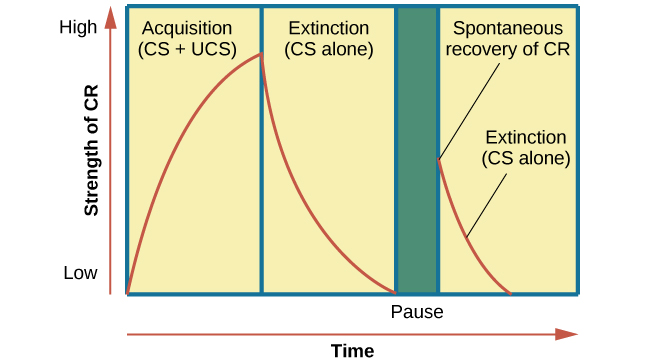 High
Acquisition
(CS + UCS)
Extinction
(CS alone)
Spontaneous
recovery of CR
Extinction
(CS alone)
Strength of CR
Low
Pause
Time